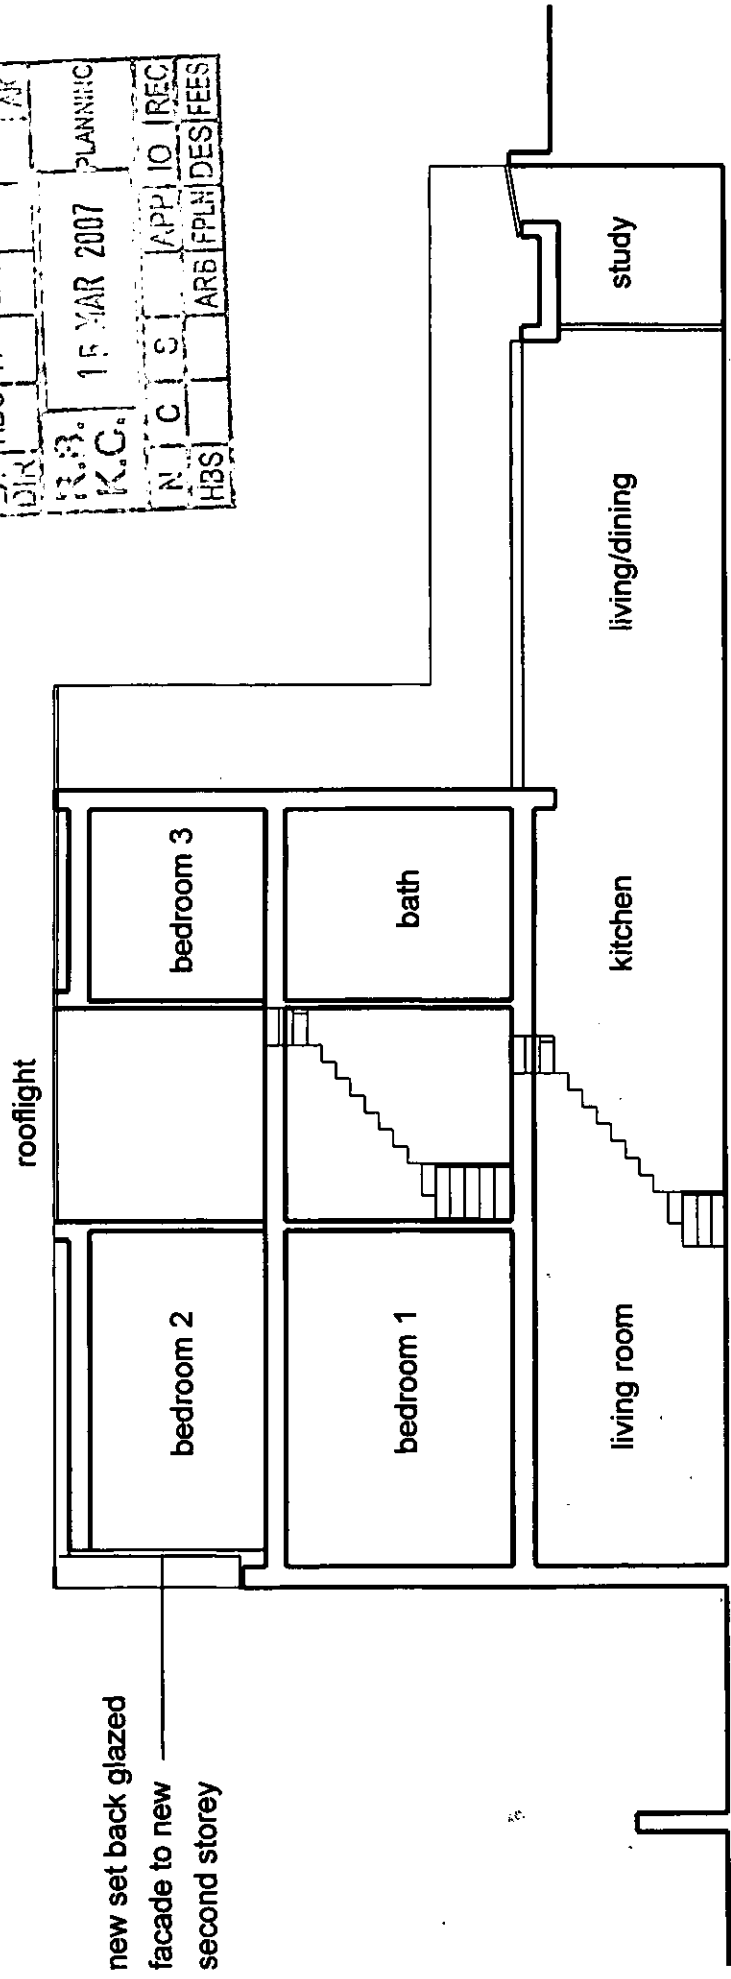 new set back glazed
facade to new
second storey
rooflight
bedroom 2
bedroom 3
bedroom 1
bath
living room
kitchen
living/dining
study
DIR
R.B.
K.C.
MAR 2007
PLANNING
N C S APP IO REC
HBS ARB FPLN DES FEES